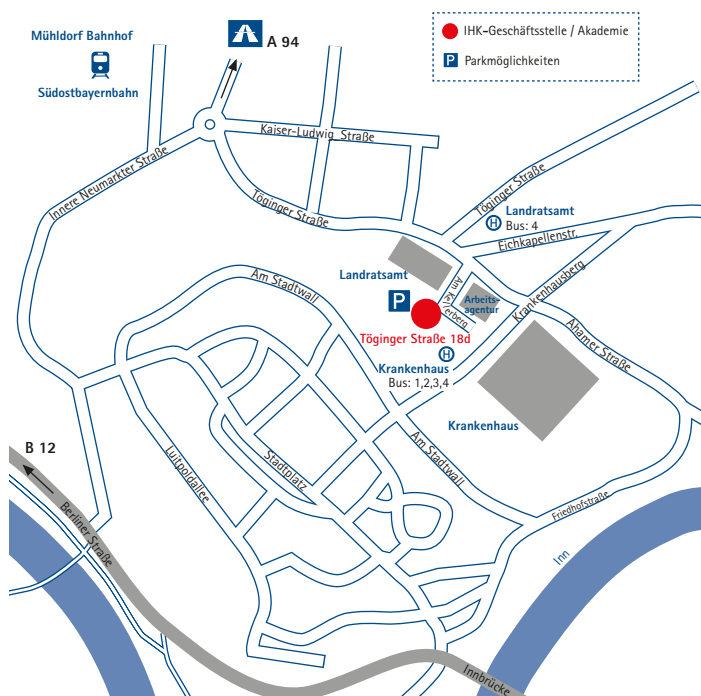 Mühldorf Bahnhof
Südostbayernbahn
A 94
IHK-Geschäftsstelle / Akademie
P Parkmöglichkeiten
Kaiser-Ludwig Straße
Innere Neumarkter Straße
Töginger Straße
Töginger Straße
H Landratsamt
Bus: 4
Eichkapellenstr.
Landratsamt
Am Stadtwall
Am Kellerberg
Arbeits-
agentur
Krankenhausberg
P
Töginger Straße 18d
H
Krankenhaus
Bus: 1,2,3,4
Ahamer Straße
Krankenhaus
Am Stadtwall
Luitpoldallee
Stadtplatz
B 12
Berliner Straße
Friedhofstraße
Inn
Innbrücke